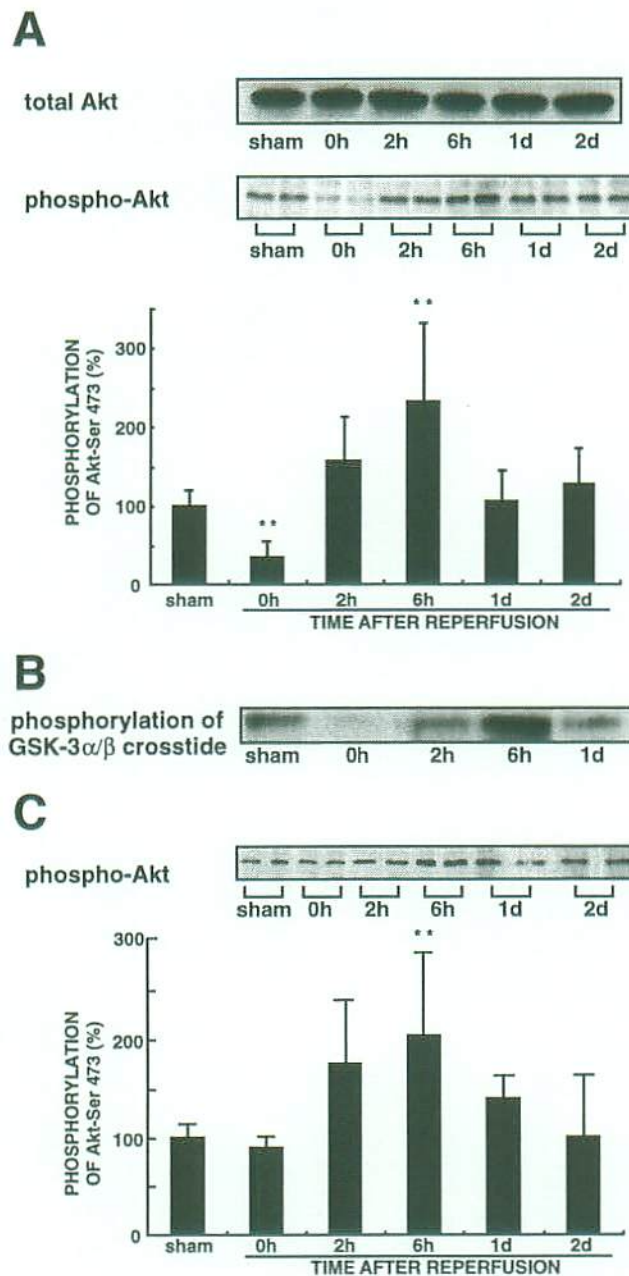 A
total Akt
sham 0h 2h 6h 1d 2d
phospho-Akt
sham 0h 2h 6h 1d 2d
PHOSPHORYLATION
OF Akt-Ser 473 (%)
300
200
100
0
**
**
sham 0h 2h 6h 1d 2d
TIME AFTER REPERFUSION
B
phosphorylation of
GSK-3α/β crosstide
sham 0h 2h 6h 1d
C
phospho-Akt
sham 0h 2h 6h 1d 2d
PHOSPHORYLATION
OF Akt-Ser 473 (%)
300
200
100
0
**
sham 0h 2h 6h 1d 2d
TIME AFTER REPERFUSION